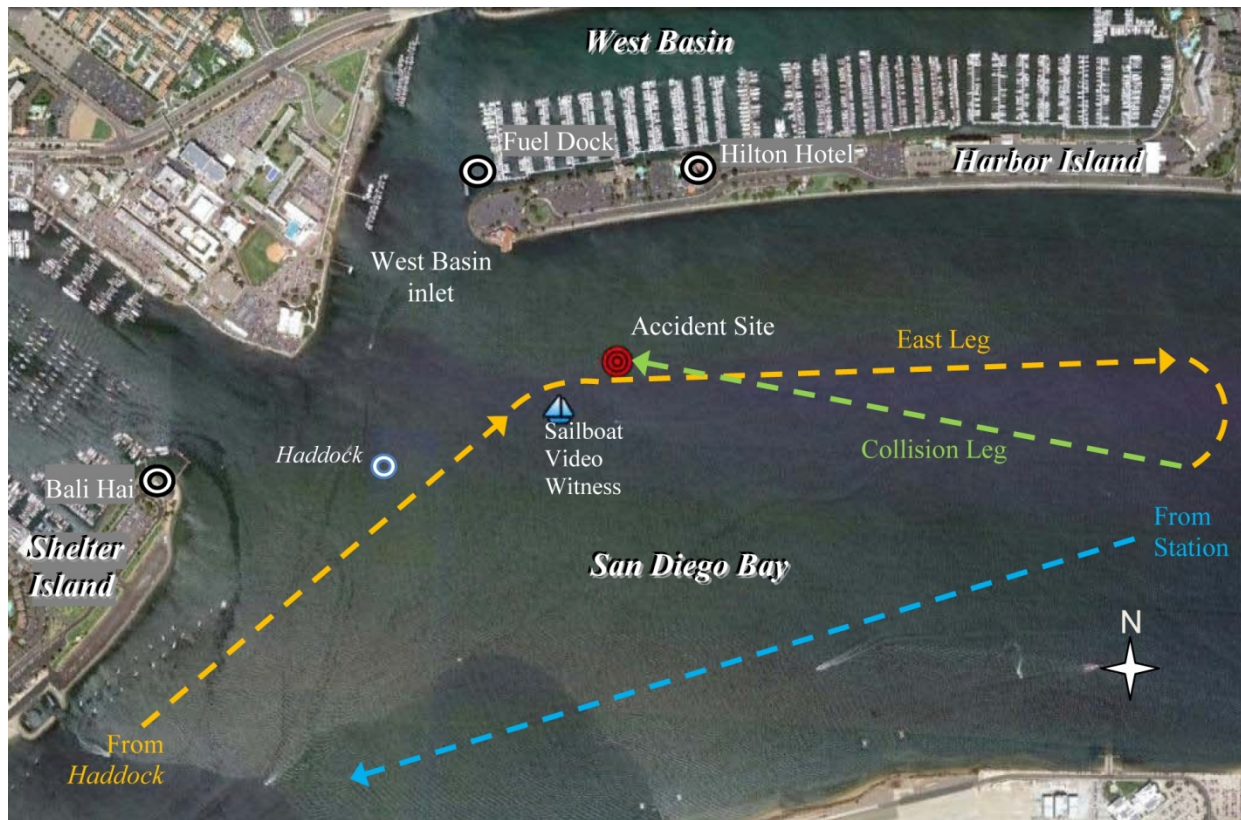 West Basin
Fuel Dock
Hilton Hotel
Harbor Island
West Basin
inlet
Accident Site
East Leg
Haddock
Sailboat
Video
Witness
Collision Leg
Bali Hai
Shelter
Island
San Diego Bay
From
Station
N
From
Haddock